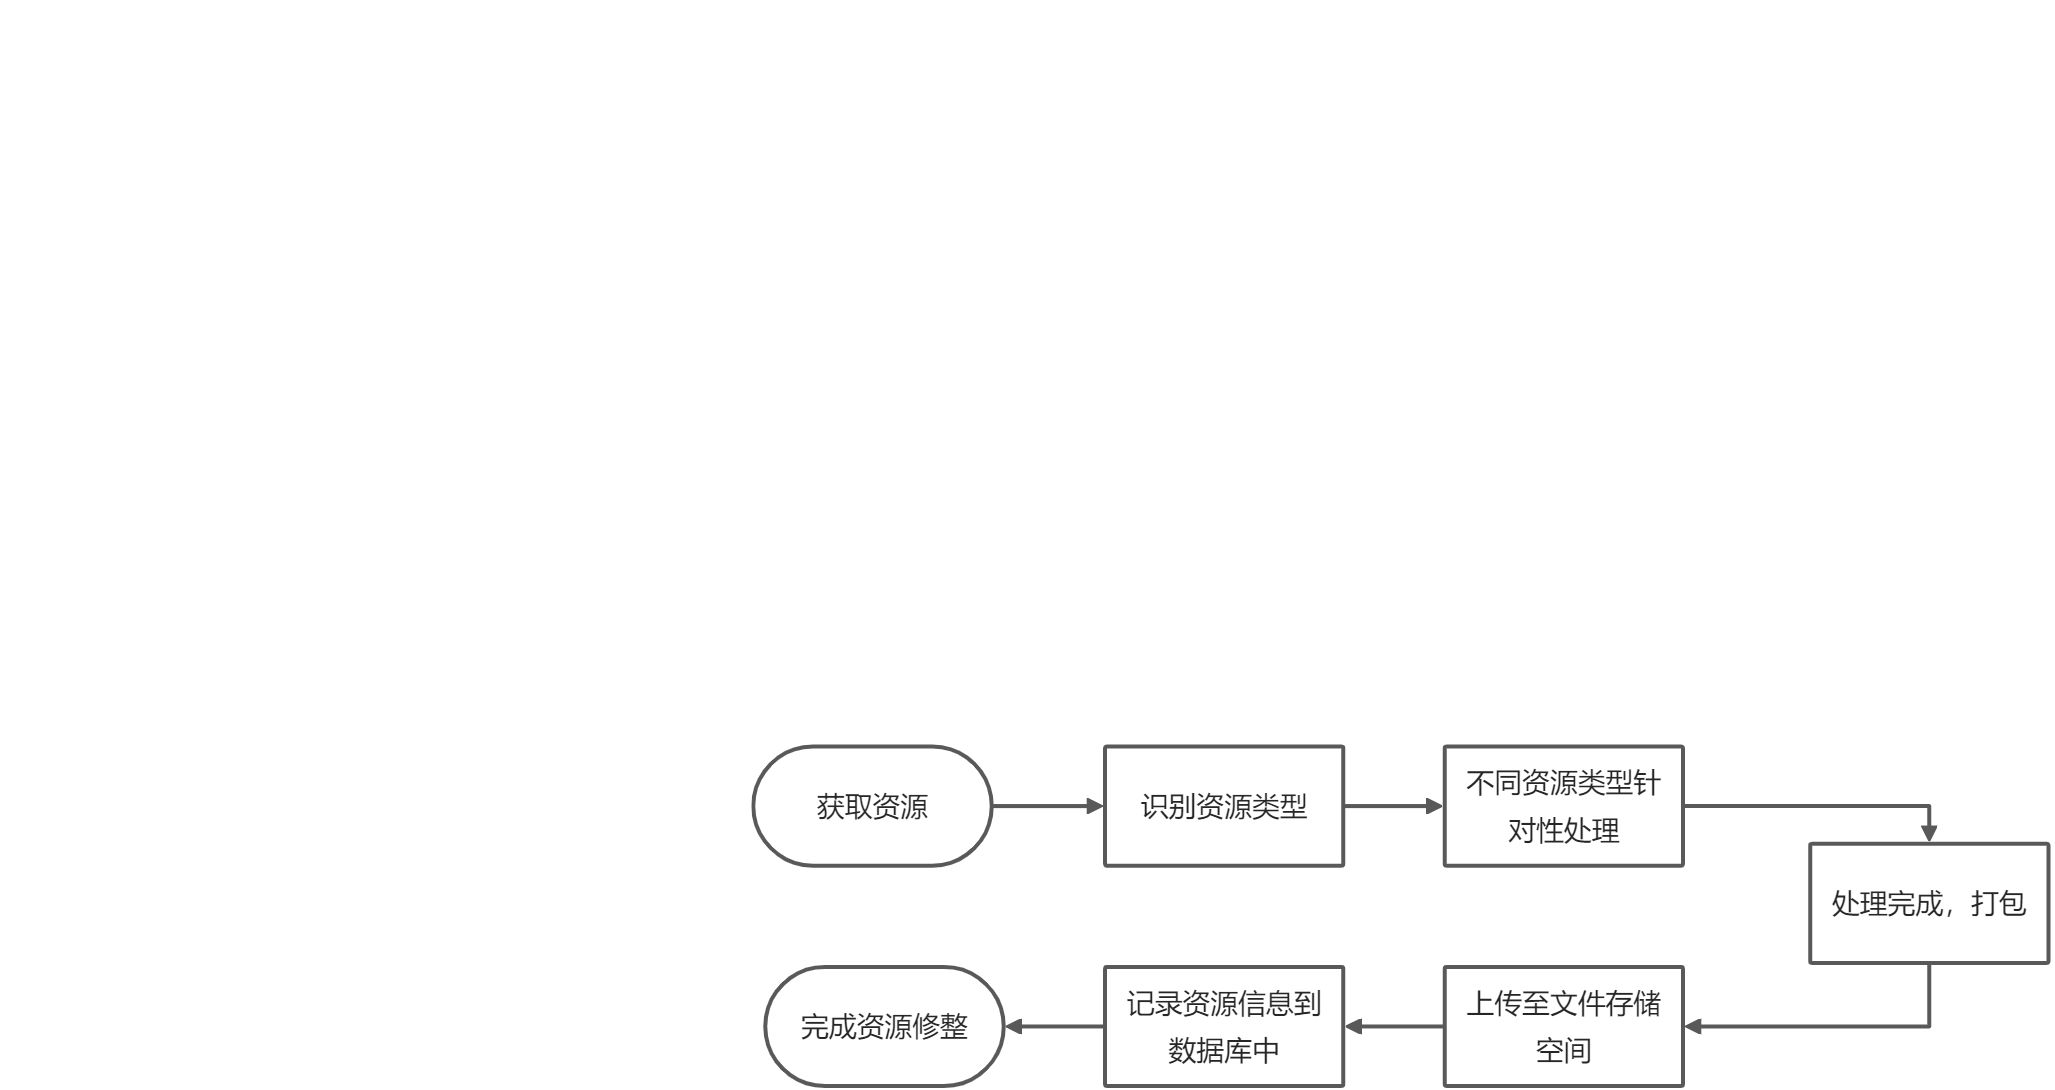 获取资源
识别资源类型
不同资源类型针
对性处理
处理完成，打包
上传至文件存储
空间
记录资源信息到
数据库中
完成资源修整